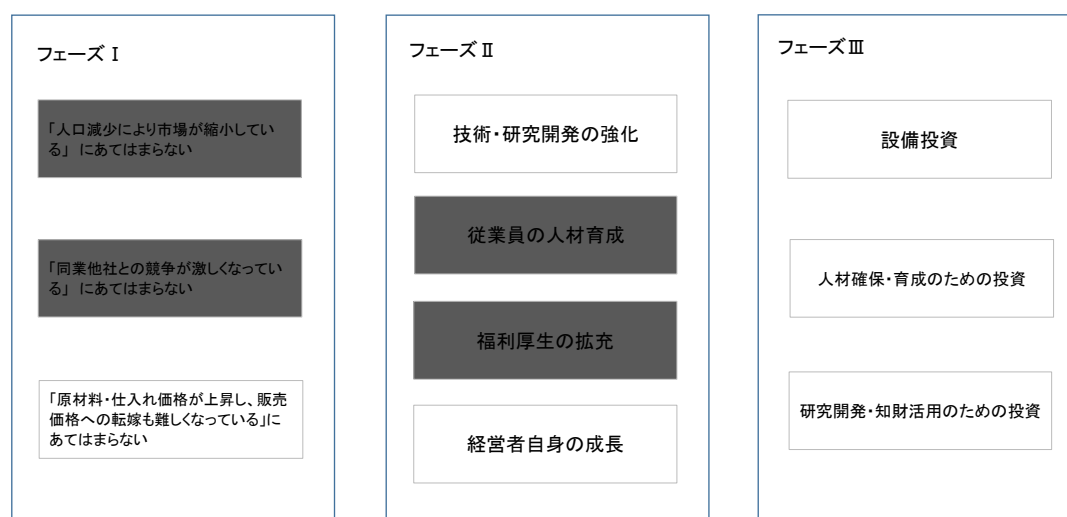 フェーズⅠ
「人口減少により市場が縮小してい
る」 にあてはまらない
「同業他社との競争が激しくなってい
る」 にあてはまらない
「原材料・仕入れ価格が上昇し、販売
価格への転嫁も難しくなっている」に
あてはまらない
フェーズⅡ
技術・研究開発の強化
従業員の人材育成
福利厚生の拡充
経営者自身の成長
フェーズⅢ
設備投資
人材確保・育成のための投資
研究開発・知財活用のための投資